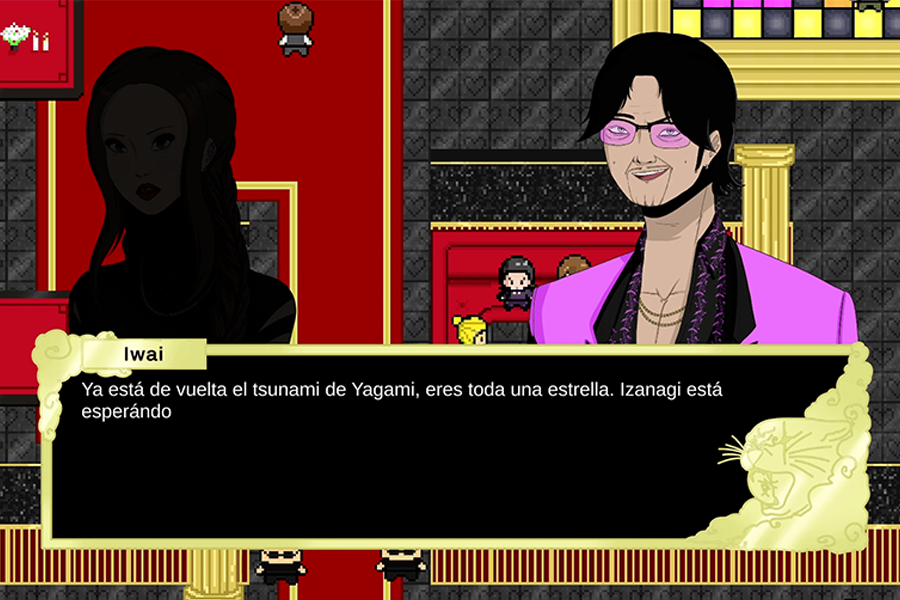 Iwai
Ya está de vuelta el tsunami de Yagami, eres toda una estrella. Izanagi está
esperándo